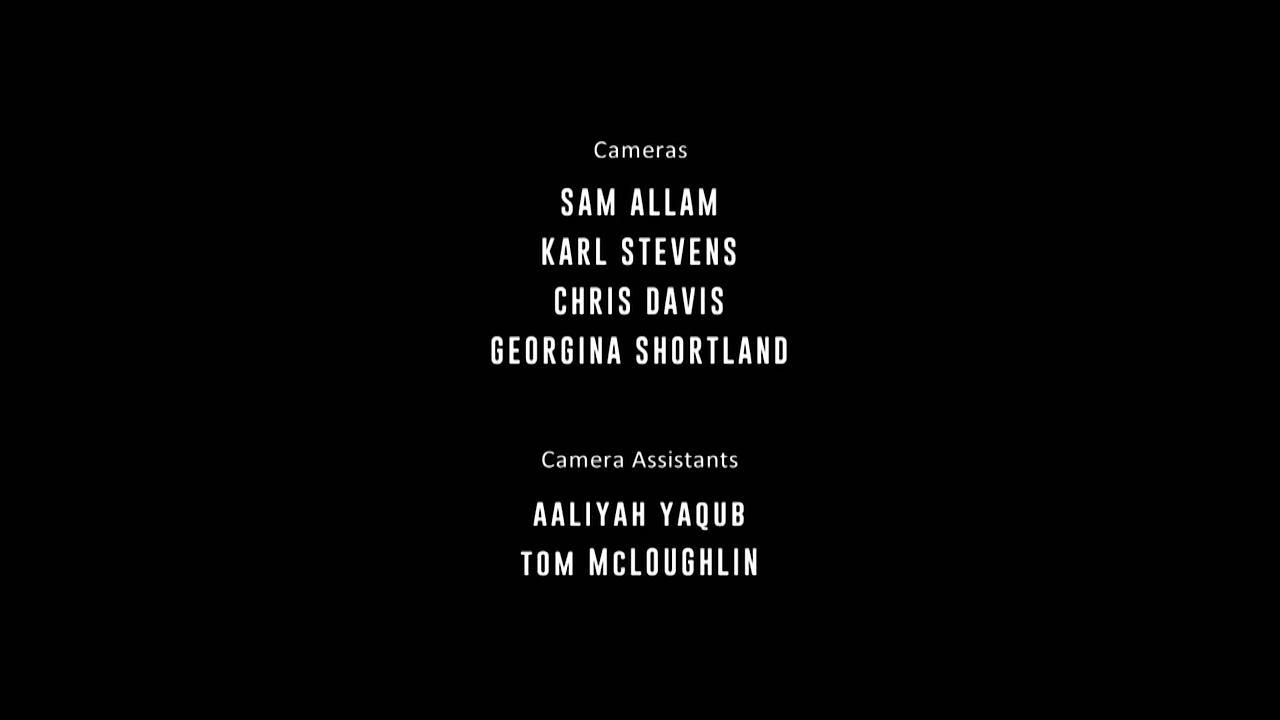 Cameras
SAM ALLAM
KARL STEVENS
CHRIS DAVIS
GEORGINA SHORTLAND
Camera Assistants
AALIYAH YAQUB
TOM McLOUGHLIN